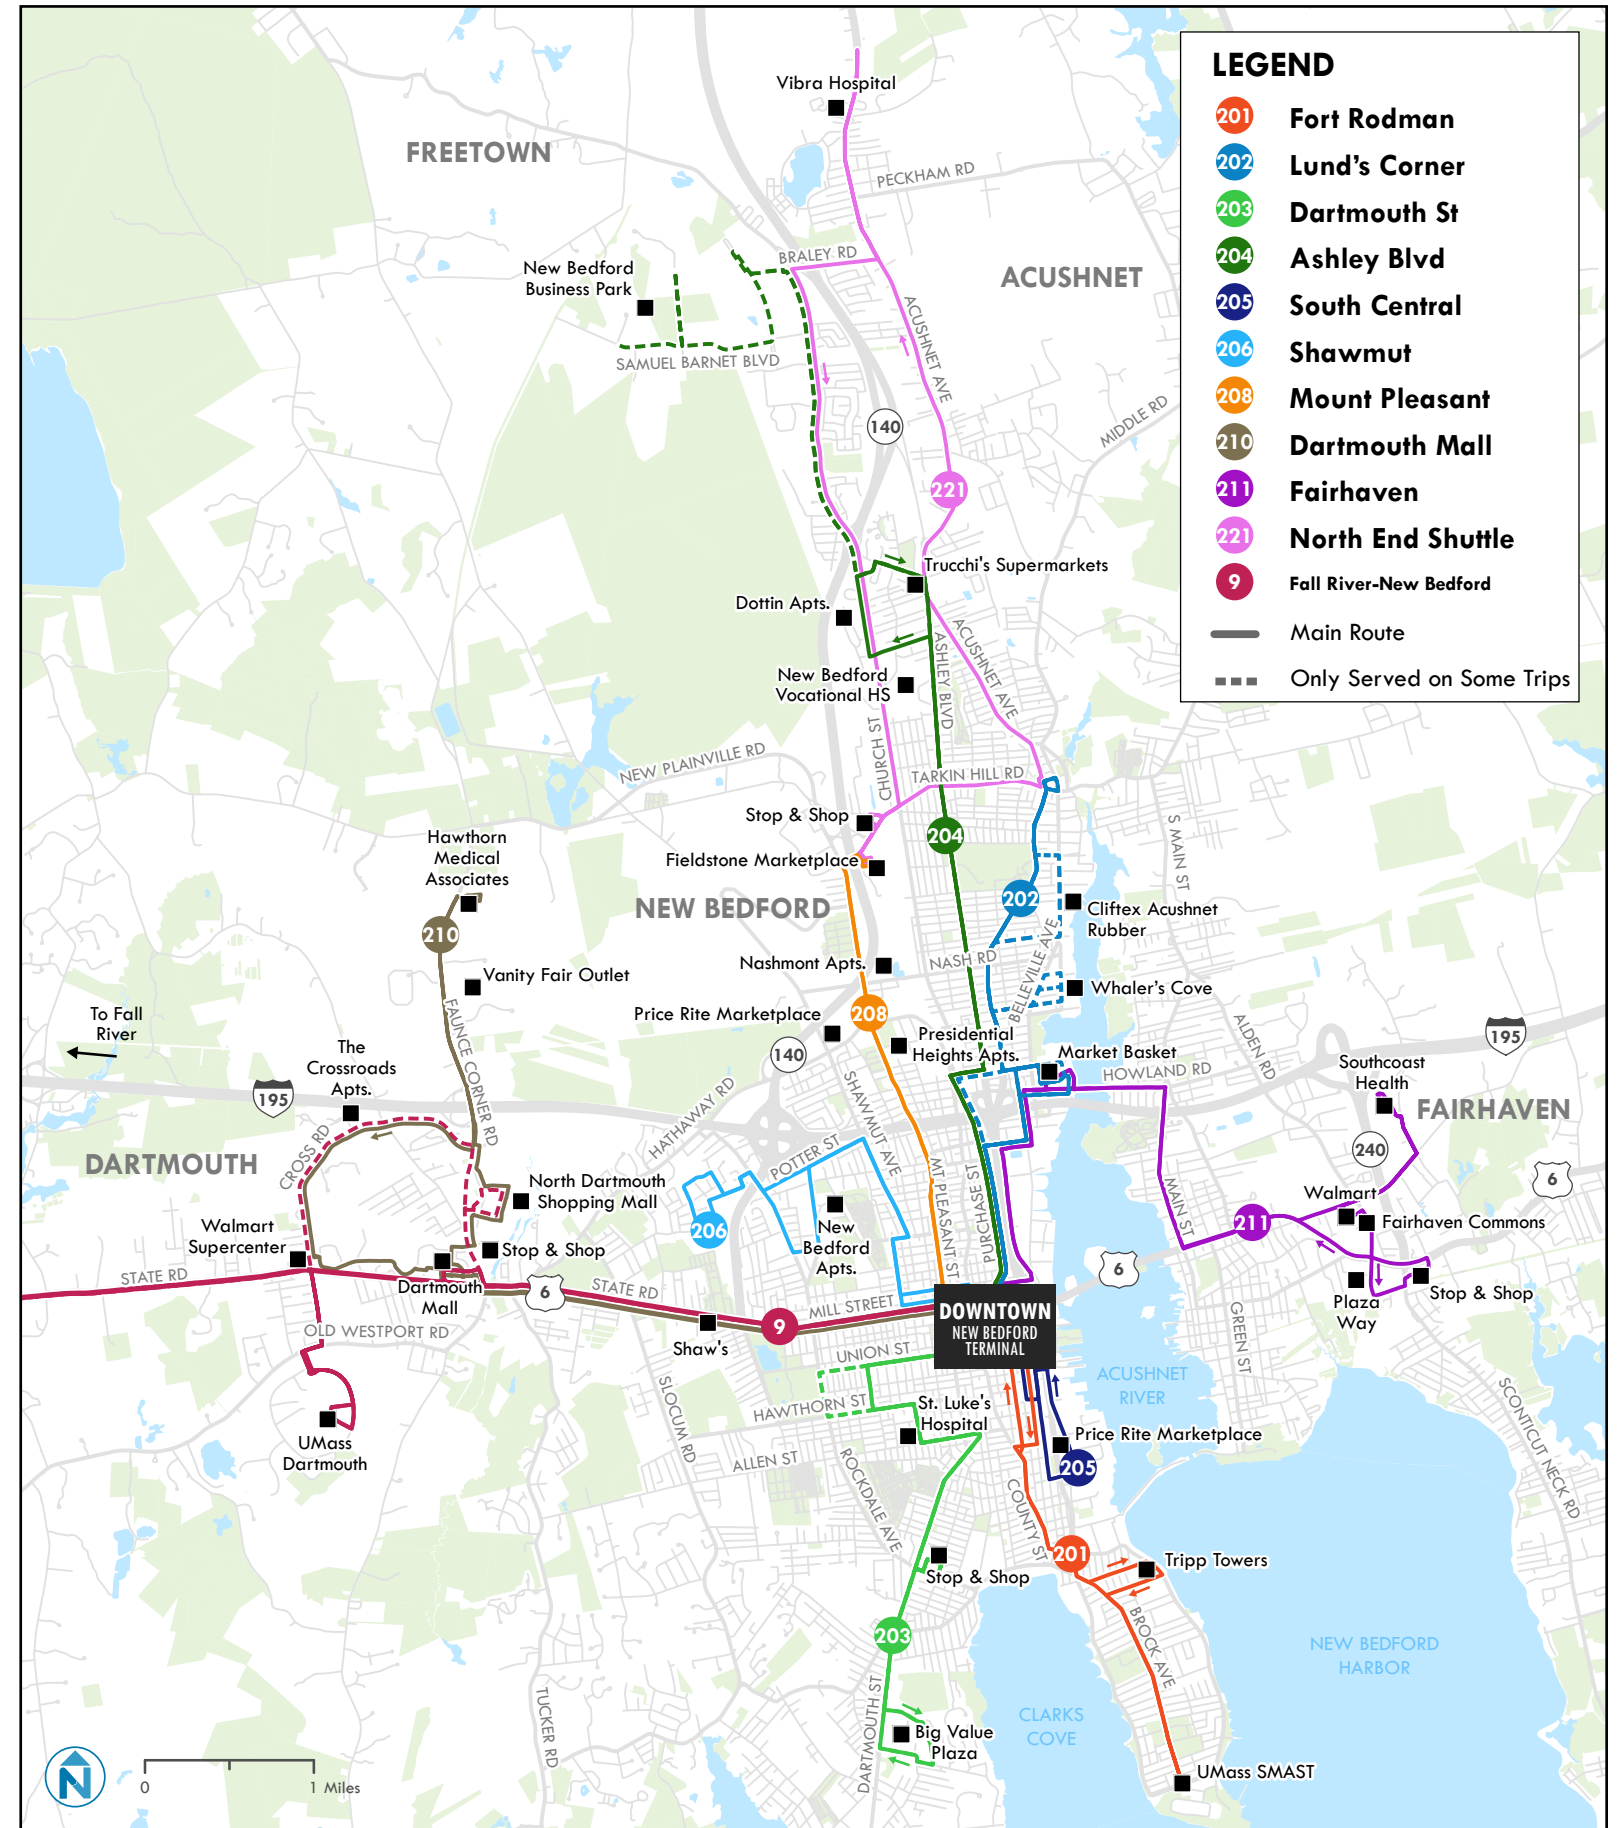 LEGEND
201 Fort Rodman
202 Lund's Corner
203 Dartmouth St
204 Ashley Blvd
205 South Central
206 Shawmut
208 Mount Pleasant
210 Dartmouth Mall
211 Fairhaven
221 North End Shuttle
9 Fall River-New Bedford
Main Route
Only Served on Some Trips
Vibra Hospital
FREETOWN
PECKHAM RD
BRALEY RD
New Bedford
Business Park
ACUSHNET
SAMUEL BARNET BLVD
ACUSHNET AVE
140
MIDDLE RD
221
Trucchi's Supermarkets
Dottin Apts.
ACUSHNET AVE
ASHLEY BLVD
New Bedford
Vocational HS
CHURCH ST
NEW PLAINVILLE RD
TARKIN HILL RD
Stop & Shop
204
S MAIN ST
Hawthorn
Medical
Associates
Fieldstone Marketplace
202
NEW BEDFORD
Cliftex Acushnet
Rubber
210
NASH RD
BELLEVILLE AVE
Nashmont Apts.
Vanity Fair Outlet
Whaler's Cove
To Fall
River
FAUNCE CORNER RD
Price Rite Marketplace
208
Presidential
Heights Apts.
ALDEN RD
195
The
Crossroads
Apts.
140
Market Basket
HOWLAND RD
Southcoast
Health
195
SHAWMUT AVE
HATHAWAY RD
FAIRHAVEN
CROSS RD
DARTMOUTH
POTTER ST
240
6
MT PLEASANT ST
PURCHASE ST
MAIN ST
North Dartmouth
Shopping Mall
Walmart
206
New
Bedford
Apts.
211
Fairhaven Commons
Walmart
Supercenter
Stop & Shop
STATE RD
Dartmouth
Mall
6
STATE RD
6
Plaza
Way
Stop & Shop
MILL STREET
DOWNTOWN
NEW BEDFORD
TERMINAL
9
OLD WESTPORT RD
Shaw's
UNION ST
GREEN ST
ACUSHNET
RIVER
SLOCUM RD
HAWTHORN ST
St. Luke's
Hospital
SCONTICUT NECK RD
UMass
Dartmouth
ALLEN ST
ROCKDALE AVE
Price Rite Marketplace
205
COUNTY ST
201
Tripp Towers
Stop & Shop
203
BROCK AVE
NEW BEDFORD
HARBOR
TUCKER RD
DARTMOUTH ST
CLARKS
COVE
Big Value
Plaza
UMass SMAST
N
0
1 Miles